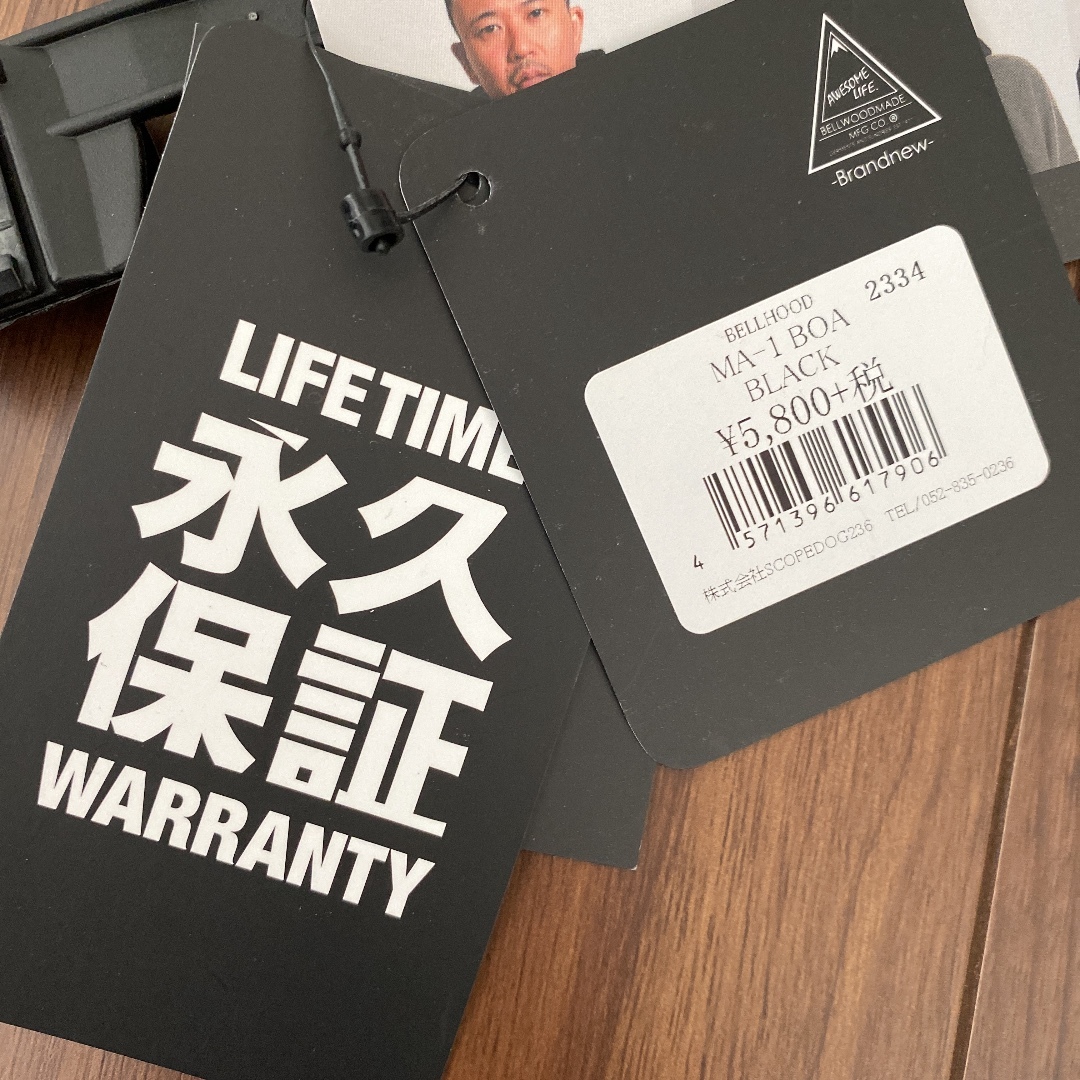 LIFETIME
永久
保証
WARRANTY
AWESOME
LIFE.
BELLWOODMADE
MFG CO. ®
-Brandnew-
BELLHOOD 2334
MA-1 BOA
BLACK
¥5,800+税
4 571396 617906
株式会社SCOPEDOG236 TEL/052-835-0236